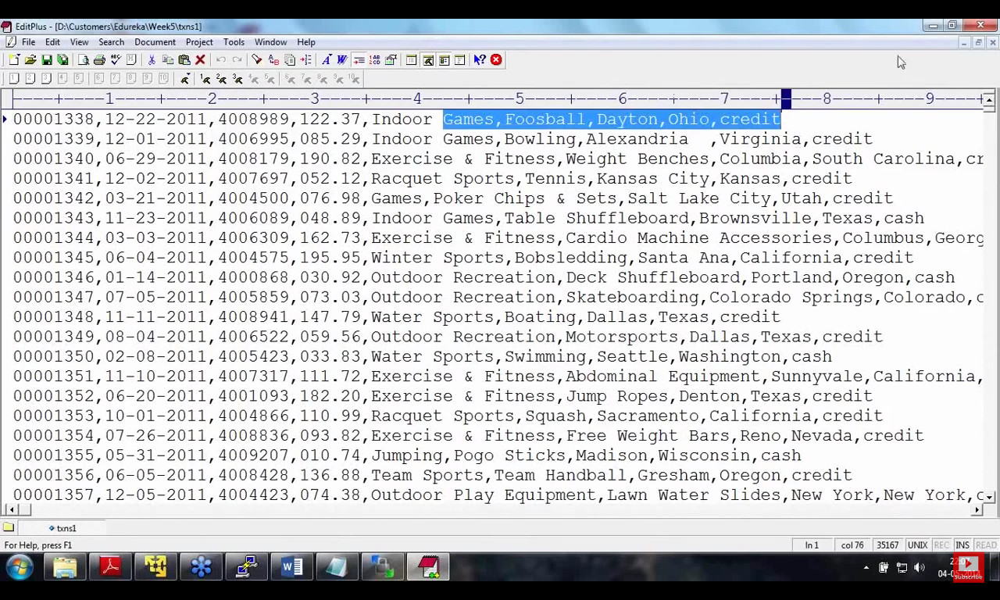 EditPlus - [D:\Customers\Edureka\Week5\txns1]
File Edit View Search Document Project Tools Window Help
----+----1----+----2----+----3----+----4----+----5----+----6----+----7----+----8----+----9----+-
00001338,12-22-2011,4008989,122.37,Indoor Games,Foosball,Dayton,Ohio,credit
00001339,12-01-2011,4006995,085.29,Indoor Games,Bowling,Alexandria  ,Virginia,credit
00001340,06-29-2011,4008179,190.82,Exercise & Fitness,Weight Benches,Columbia,South Carolina,cr
00001341,12-02-2011,4007697,052.12,Racquet Sports,Tennis,Kansas City,Kansas,credit
00001342,03-21-2011,4004500,076.98,Games,Poker Chips & Sets,Salt Lake City,Utah,credit
00001343,11-23-2011,4006089,048.89,Indoor Games,Table Shuffleboard,Brownsville,Texas,cash
00001344,03-03-2011,4006309,162.73,Exercise & Fitness,Cardio Machine Accessories,Columbus,Georg
00001345,06-04-2011,4004575,195.95,Winter Sports,Bobsledding,Santa Ana,California,credit
00001346,01-14-2011,4000868,030.92,Outdoor Recreation,Deck Shuffleboard,Portland,Oregon,cash
00001347,07-05-2011,4005859,073.03,Outdoor Recreation,Skateboarding,Colorado Springs,Colorado,c
00001348,11-11-2011,4008941,147.79,Water Sports,Boating,Dallas,Texas,credit
00001349,08-04-2011,4006522,059.56,Outdoor Recreation,Motorsports,Dallas,Texas,credit
00001350,02-08-2011,4005423,033.83,Water Sports,Swimming,Seattle,Washington,cash
00001351,11-10-2011,4007317,111.72,Exercise & Fitness,Abdominal Equipment,Sunnyvale,California,
00001352,06-20-2011,4001093,182.20,Exercise & Fitness,Jump Ropes,Denton,Texas,credit
00001353,10-01-2011,4004866,110.99,Racquet Sports,Squash,Sacramento,California,credit
00001354,07-26-2011,4008836,093.82,Exercise & Fitness,Free Weight Bars,Reno,Nevada,credit
00001355,05-31-2011,4009207,010.74,Jumping,Pogo Sticks,Madison,Wisconsin,cash
00001356,06-05-2011,4008428,136.88,Team Sports,Team Handball,Gresham,Oregon,credit
00001357,12-05-2011,4004423,074.38,Outdoor Play Equipment,Lawn Water Slides,New York,New York,c
txns1
For Help, press F1 ln 1 col 76 35167 UNIX REC INS READ
Subscribe